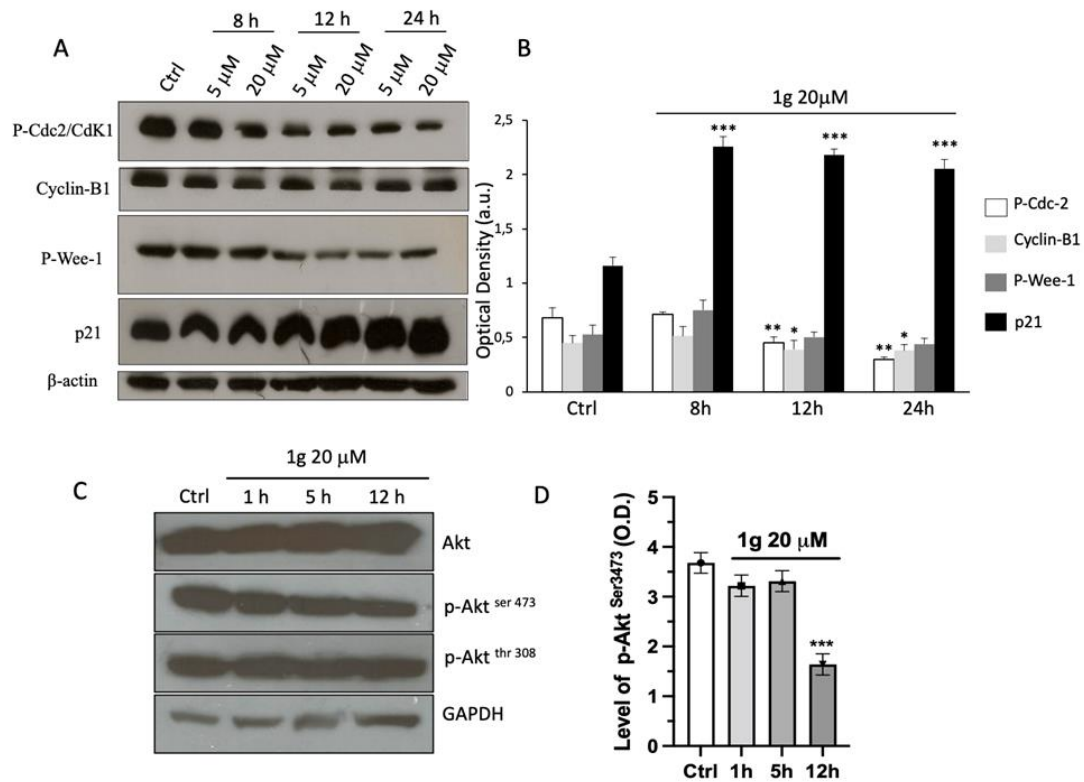 A
8 h
12 h
24 h
Ctrl
5 µM
20 µM
5 µM
20 µM
5 µM
20 µM
P-Cdc2/CdK1
Cyclin-B1
P-Wee-1
p21
β-actin
B
1g 20µM
Optical Density (a.u.)
2,5
2
1,5
1
0,5
0
***
***
***
** *
** *
Ctrl
8h
12h
24h
P-Cdc-2
Cyclin-B1
P-Wee-1
p21
C
1g 20 µM
Ctrl
1 h
5 h
12 h
Akt
p-Akt ser 473
p-Akt thr 308
GAPDH
D
Level of p-Akt Ser3473 (O.D.)
5
4
3
2
1
0
1g 20 µM
***
Ctrl
1h
5h
12h